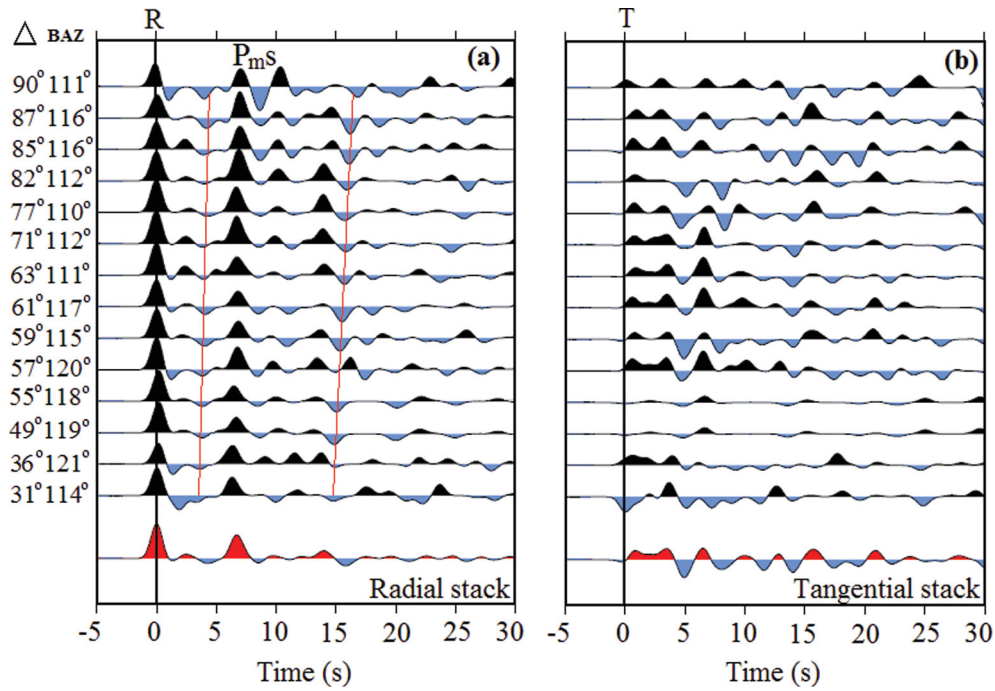 R
T
△ BAZ
Pms
(a)
(b)
90° 111°
87° 116°
85° 116°
82° 112°
77° 110°
71° 112°
63° 111°
61° 117°
59° 115°
57° 120°
55° 118°
49° 119°
36° 121°
31° 114°
Radial stack
Tangential stack
-5 0 5 10 15 20 25 30
-5 0 5 10 15 20 25 30
Time (s)
Time (s)